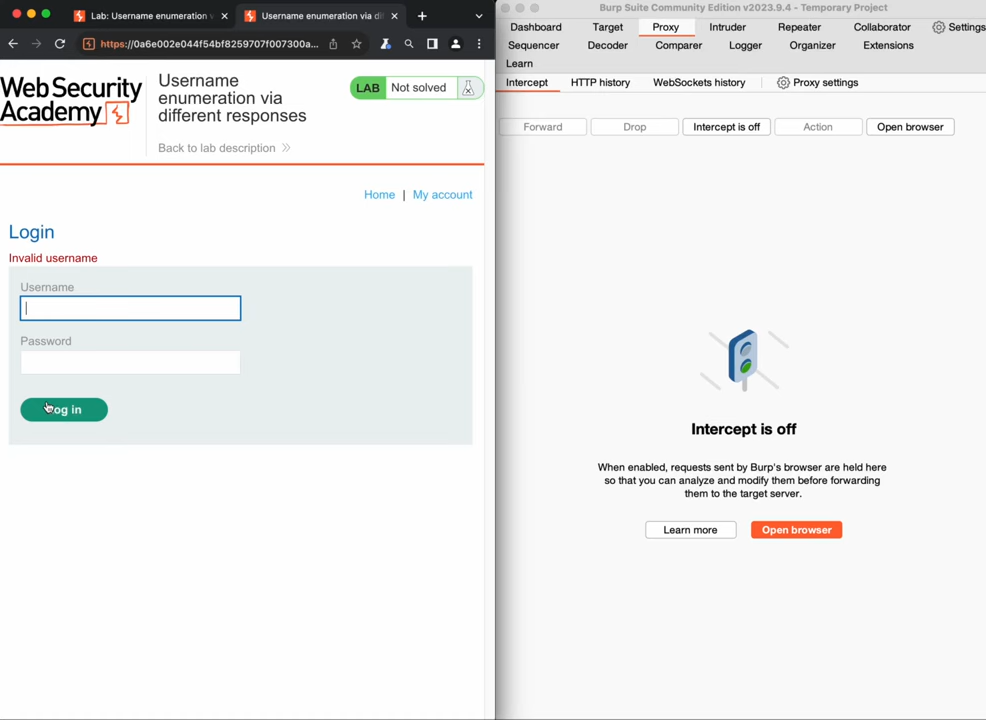 Lab: Username enumeration v
Username enumeration via dif
https://0a6e002e044f54bf8259707f007300a...
Web Security
Academy
Username
enumeration via
different responses
LAB Not solved
Back to lab description
Home | My account
Login
Invalid username
Username
Password
og in
Burp Suite Community Edition v2023.9.4 - Temporary Project
Dashboard Target Proxy Intruder Repeater Collaborator Settings
Sequencer Decoder Comparer Logger Organizer Extensions
Learn
Intercept HTTP history WebSockets history Proxy settings
Forward Drop Intercept is off Action Open browser
Intercept is off
When enabled, requests sent by Burp's browser are held here
so that you can analyze and modify them before forwarding
them to the target server.
Learn more Open browser